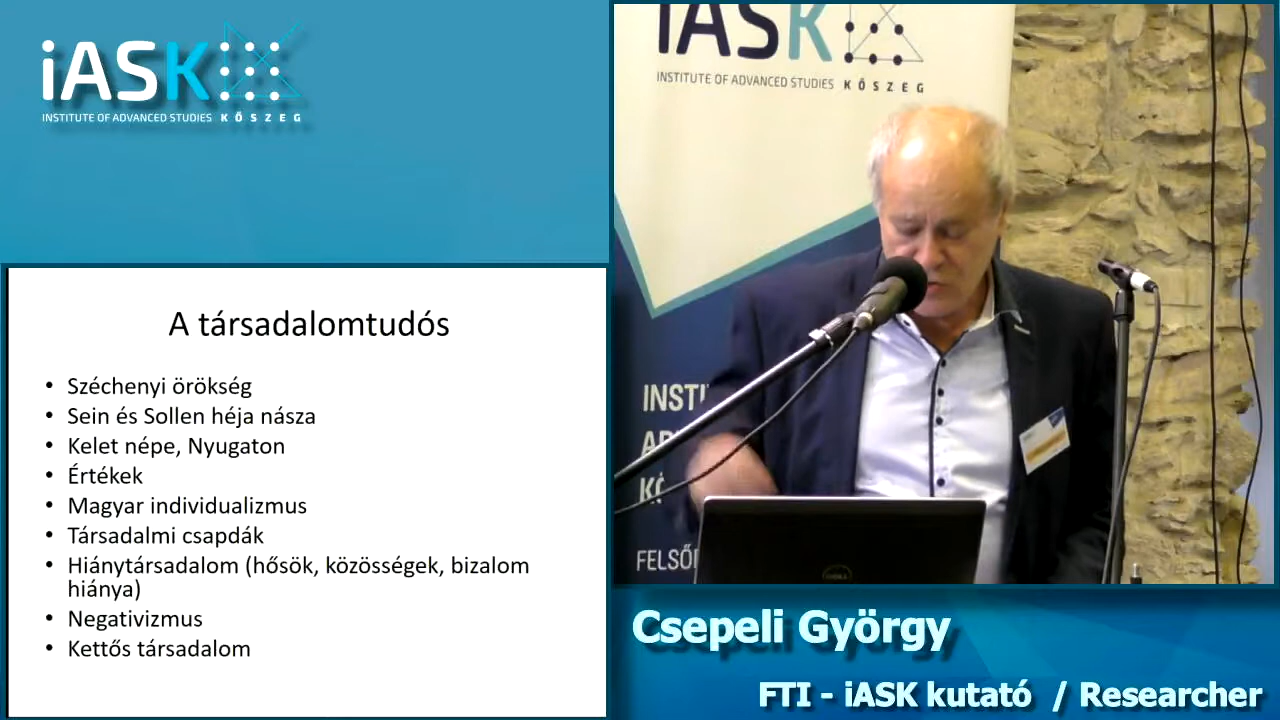 iASK
INSTITUTE OF ADVANCED STUDIES KŐSZEG
A társadalomtudós
• Széchenyi örökség
• Sein és Sollen héja násza
• Kelet népe, Nyugaton
• Értékek
• Magyar individualizmus
• Társadalmi csapdák
• Hiánytársadalom (hősök, közösségek, bizalom
hiánya)
• Negativizmus
• Kettős társadalom
iASK
INSTITUTE OF ADVANCED STUDIES KŐSZEG
Csepeli György
FTI - iASK kutató / Researcher